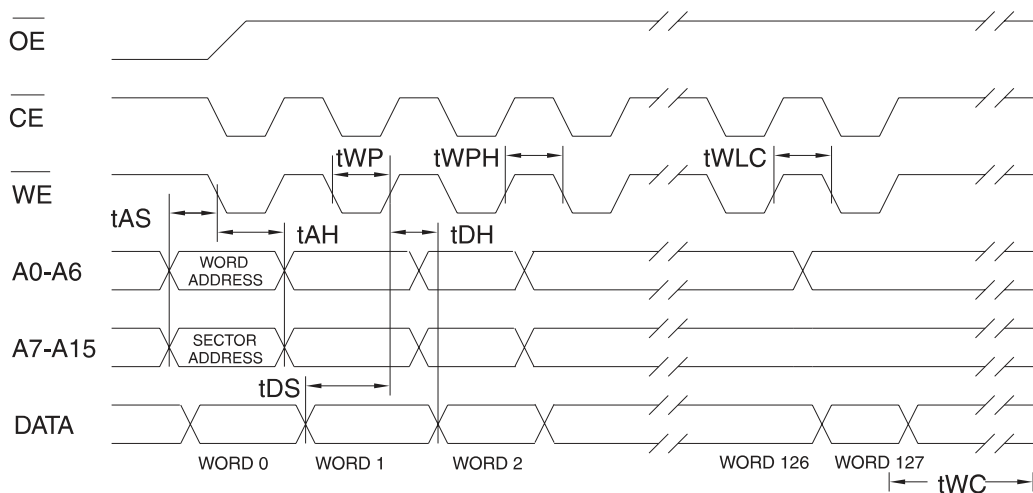 OE
CE
tWP
tWPH
tWLC
WE
tAS
tAH
tDH
A0-A6
WORD
ADDRESS
A7-A15
SECTOR
ADDRESS
tDS
DATA
WORD 0
WORD 1
WORD 2
WORD 126
WORD 127
tWC